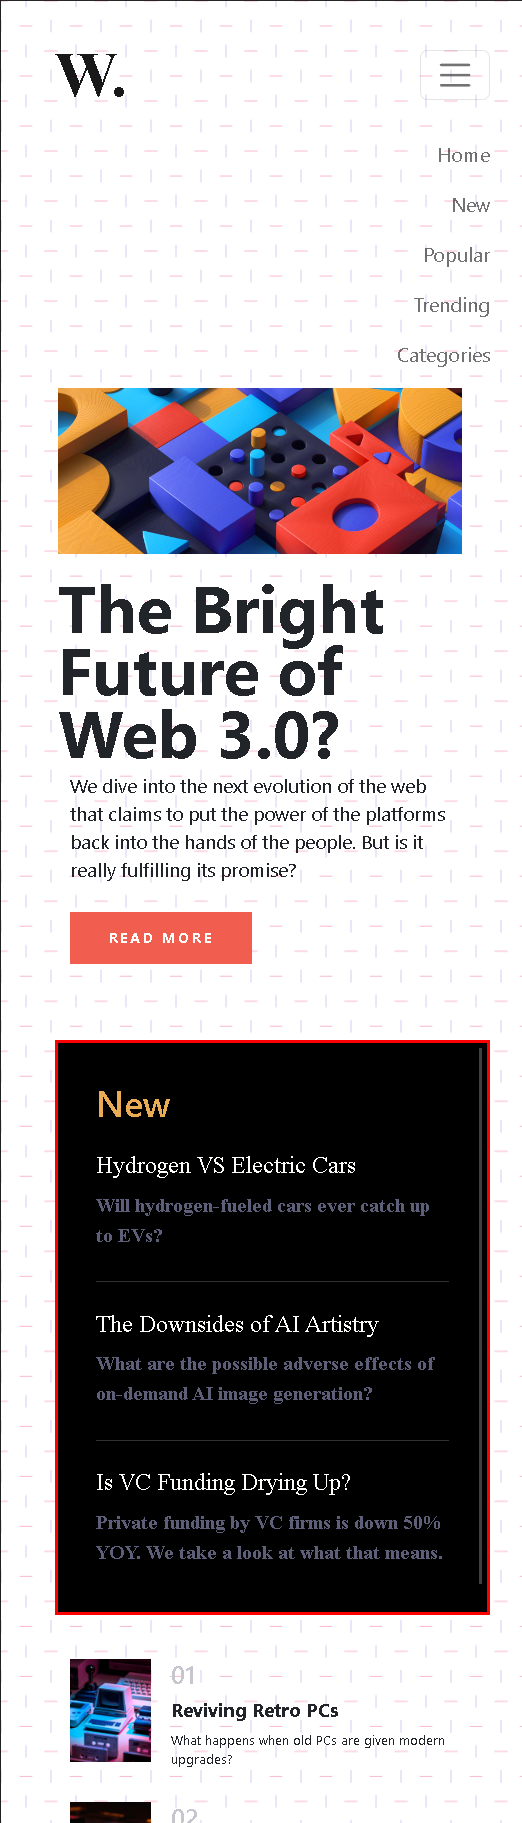 W.
Home
New
Popular
Trending
Categories
The Bright
Future of
Web 3.0?
We dive into the next evolution of the web
that claims to put the power of the platforms
back into the hands of the people. But is it
really fulfilling its promise?
READ MORE
New
Hydrogen VS Electric Cars
Will hydrogen-fueled cars ever catch up
to EVs?
The Downsides of AI Artistry
What are the possible adverse effects of
on-demand AI image generation?
Is VC Funding Drying Up?
Private funding by VC firms is down 50%
YOY. We take a look at what that means.
01
Reviving Retro PCs
What happens when old PCs are given modern
upgrades?
02